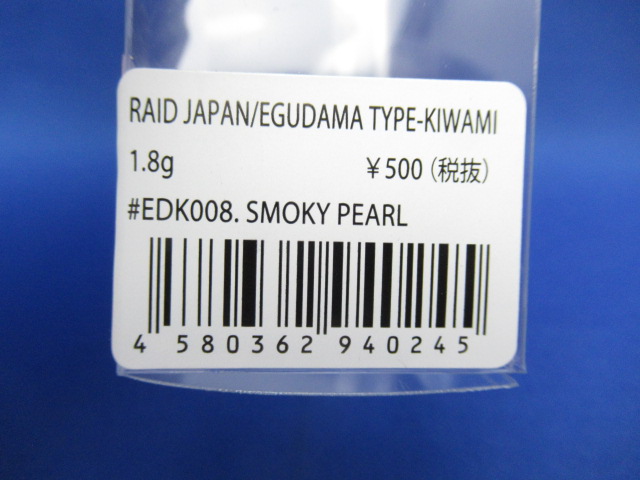 RAID JAPAN/EGUDAMA TYPE-KIWAMI
1.8g ￥500 (税抜)
#EDK008. SMOKY PEARL
4 580362 940245